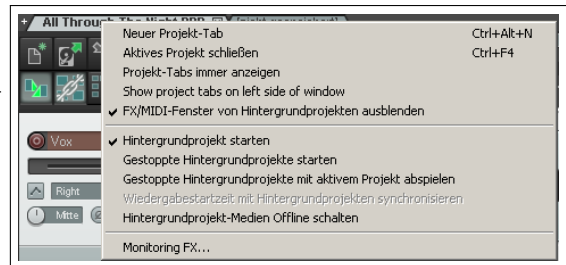 All Through The Night
Neuer Projekt-Tab Ctrl+Alt+N
Aktives Projekt schließen Ctrl+F4
Projekt-Tabs immer anzeigen
Show project tabs on left side of window
FX/MIDI-Fenster von Hintergrundprojekten ausblenden
Hintergrundprojekt starten
Gestoppte Hintergrundprojekte starten
Gestoppte Hintergrundprojekte mit aktivem Projekt abspielen
Wiedergabestartzeit mit Hintergrundprojekten synchronisieren
Hintergrundprojekt-Medien Offline schalten
Monitoring FX...
Vox
Right
Mitte